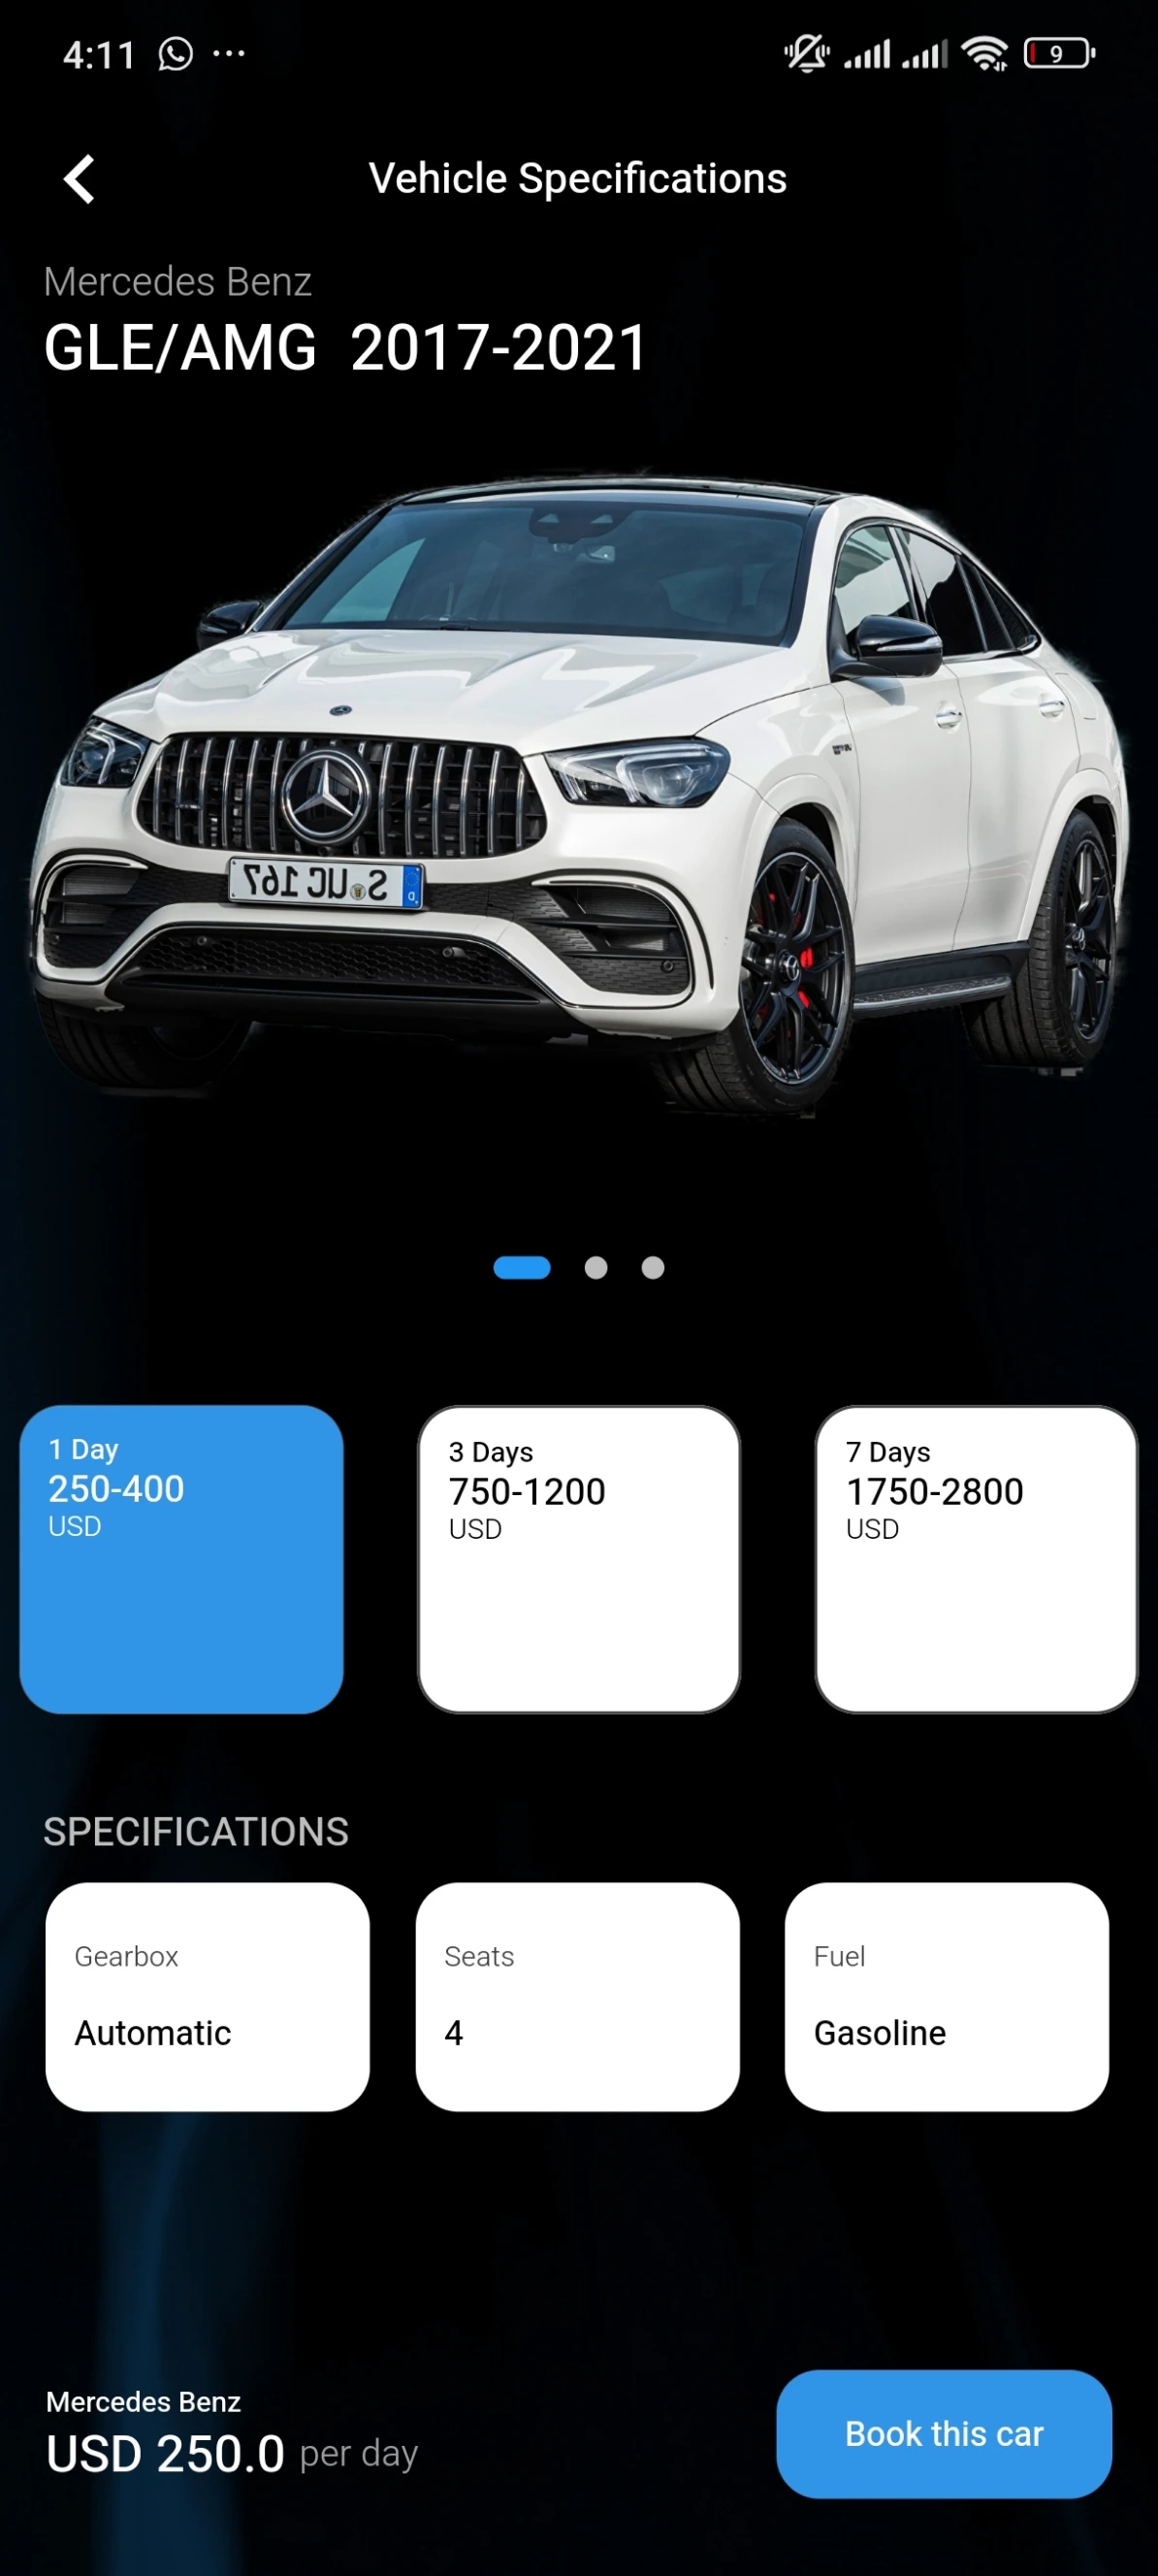 4:11 ...
9
Vehicle Specifications
Mercedes Benz
GLE/AMG 2017-2021
S UC 167
D
1 Day
250-400
USD
3 Days
750-1200
USD
7 Days
1750-2800
USD
SPECIFICATIONS
Gearbox
Automatic
Seats
4
Fuel
Gasoline
Mercedes Benz
USD 250.0 per day
Book this car